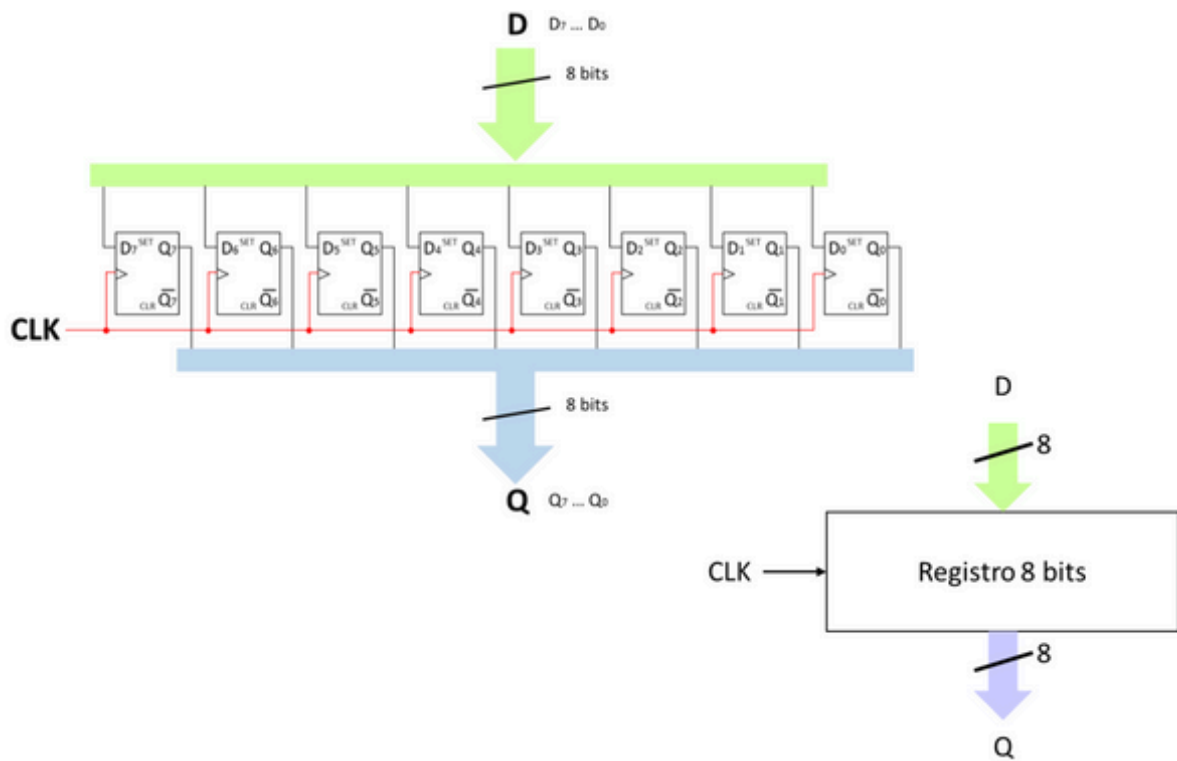 D D₇ ... D₀
8 bits
D₇ SET Q₇ D₆ SET Q₆ D₅ SET Q₅ D₄ SET Q₄ D₃ SET Q₃ D₂ SET Q₂ D₁ SET Q₁ D₀ SET Q₀
CLR Q̅₇ CLR Q̅₆ CLR Q̅₅ CLR Q̅₄ CLR Q̅₃ CLR Q̅₂ CLR Q̅₁ CLR Q̅₀
CLK
8 bits
Q Q₇ ... Q₀
D
8
CLK Registro 8 bits
8
Q